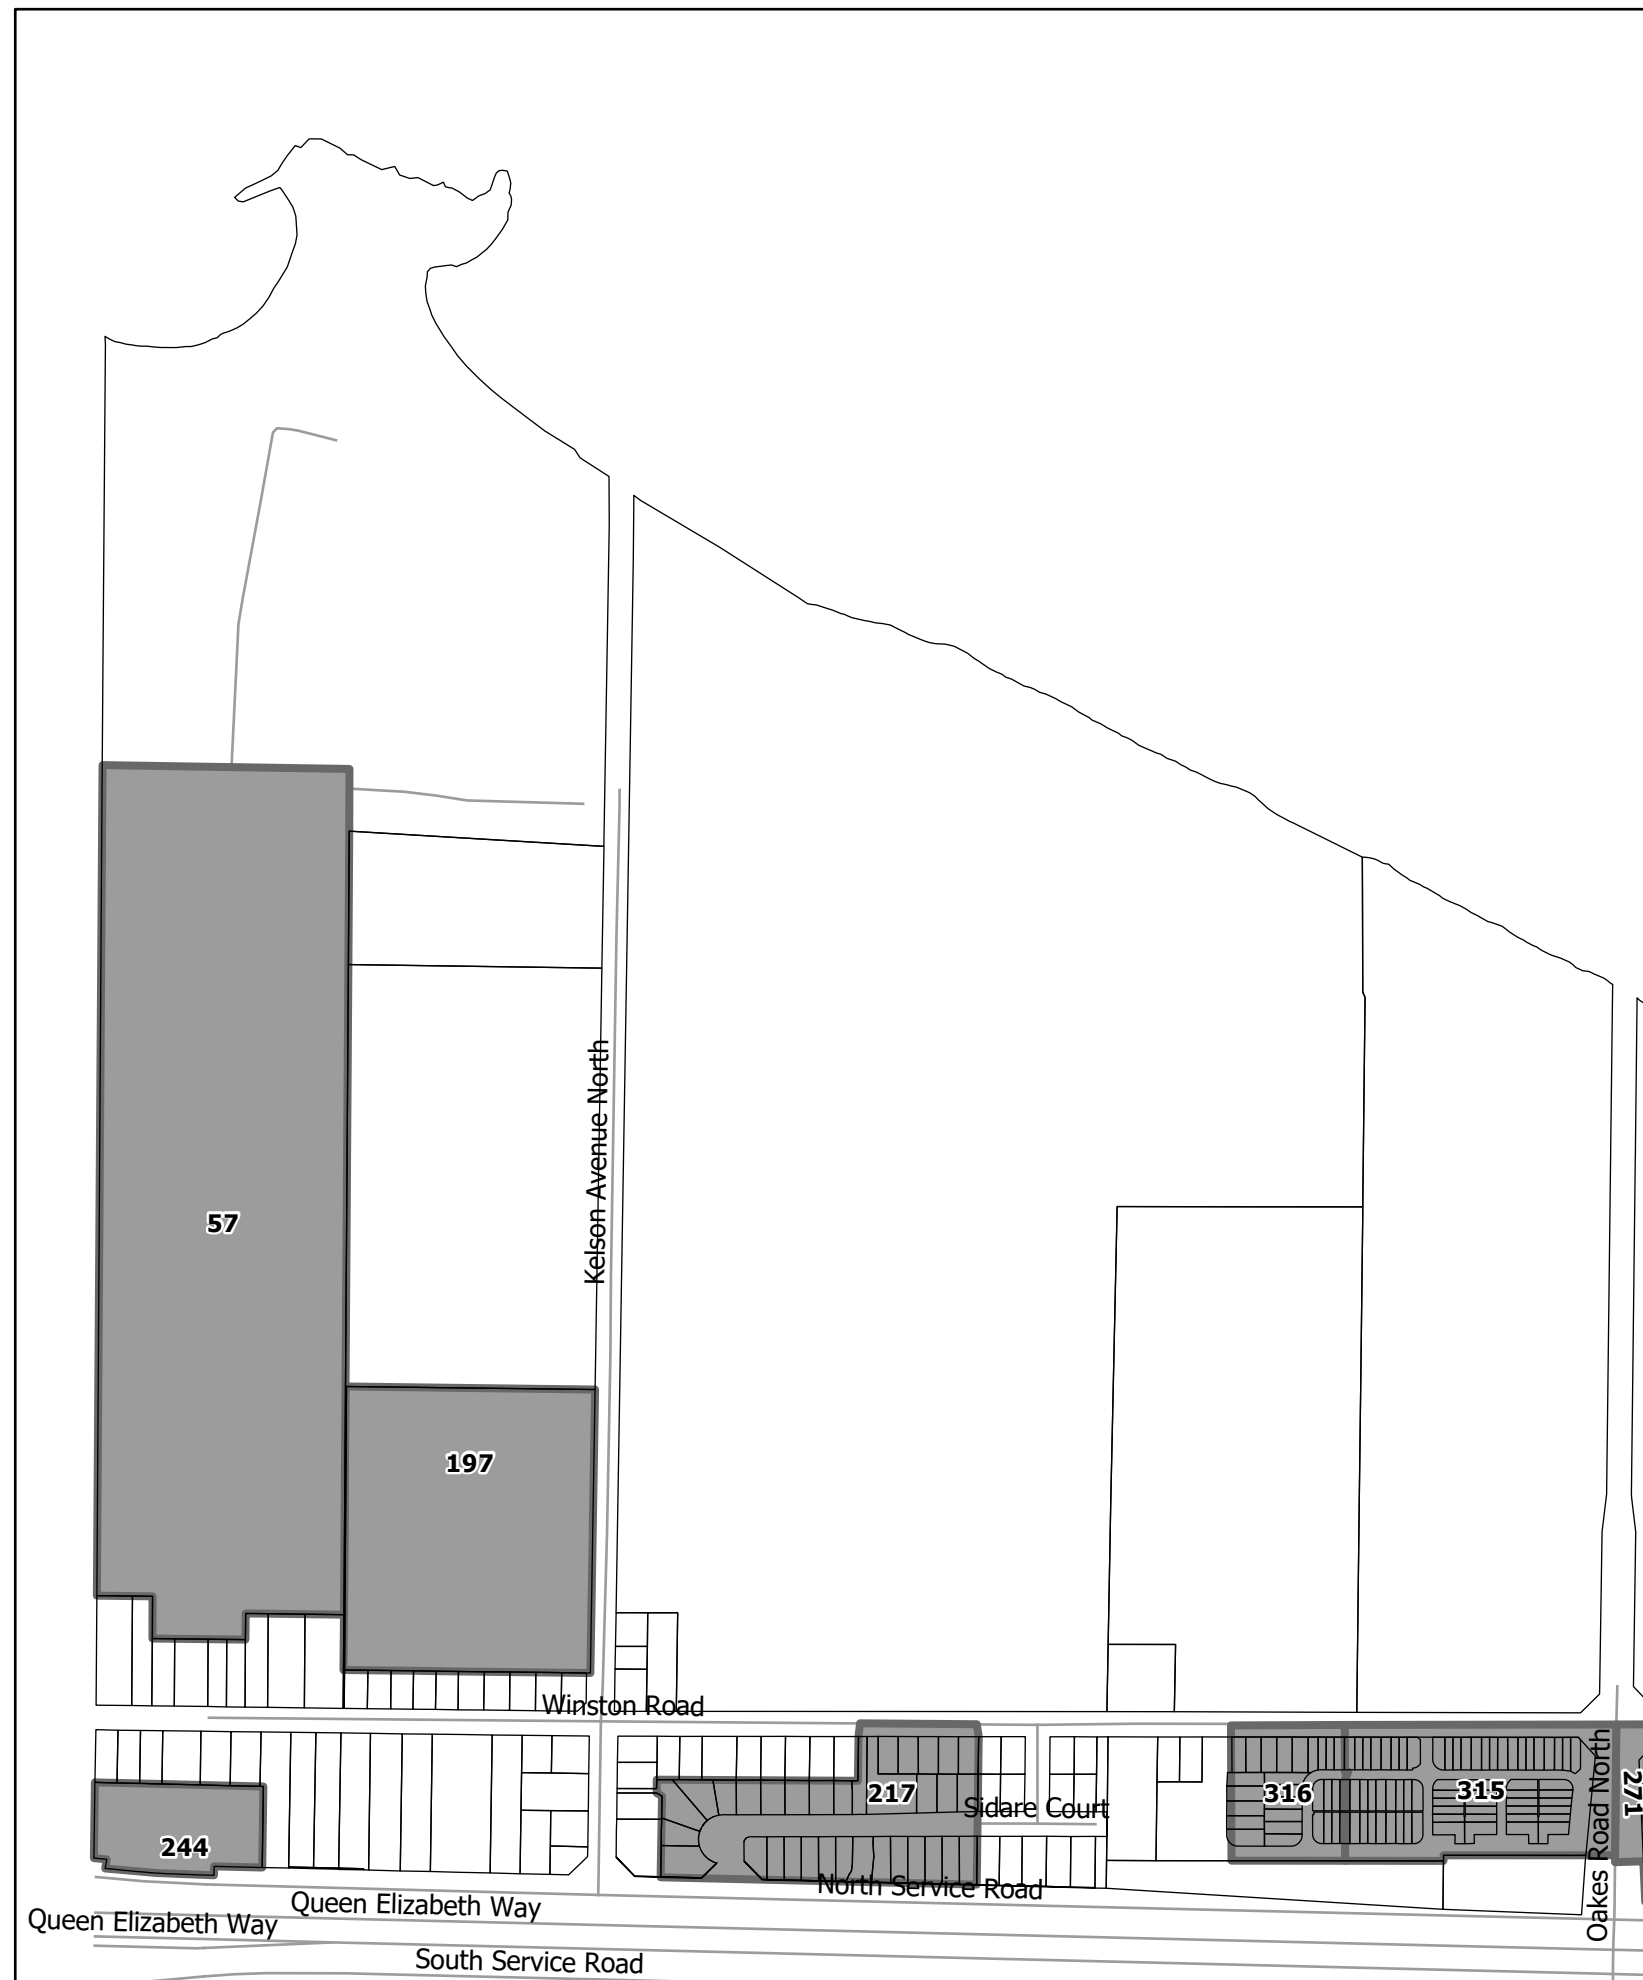 Kelson Avenue North
57
197
Winston Road
217
316
315
271
Sidare Court
244
Oakes Road North
North Service Road
Queen Elizabeth Way
Queen Elizabeth Way
South Service Road